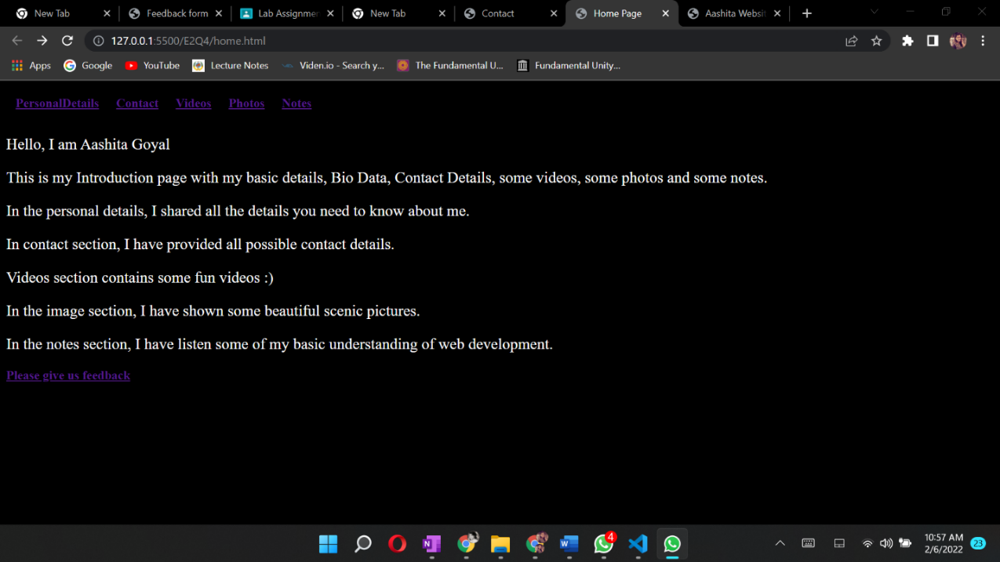 New Tab
Feedback form
Lab Assignmen
New Tab
Contact
Home Page
Aashita Websit
127.0.0.1:5500/E2Q4/home.html
Apps Google YouTube Lecture Notes Viden.io - Search y... The Fundamental U... Fundamental Unity...
PersonalDetails Contact Videos Photos Notes
Hello, I am Aashita Goyal
This is my Introduction page with my basic details, Bio Data, Contact Details, some videos, some photos and some notes.
In the personal details, I shared all the details you need to know about me.
In contact section, I have provided all possible contact details.
Videos section contains some fun videos :)
In the image section, I have shown some beautiful scenic pictures.
In the notes section, I have listen some of my basic understanding of web development.
Please give us feedback
4
10:57 AM
2/6/2022
23